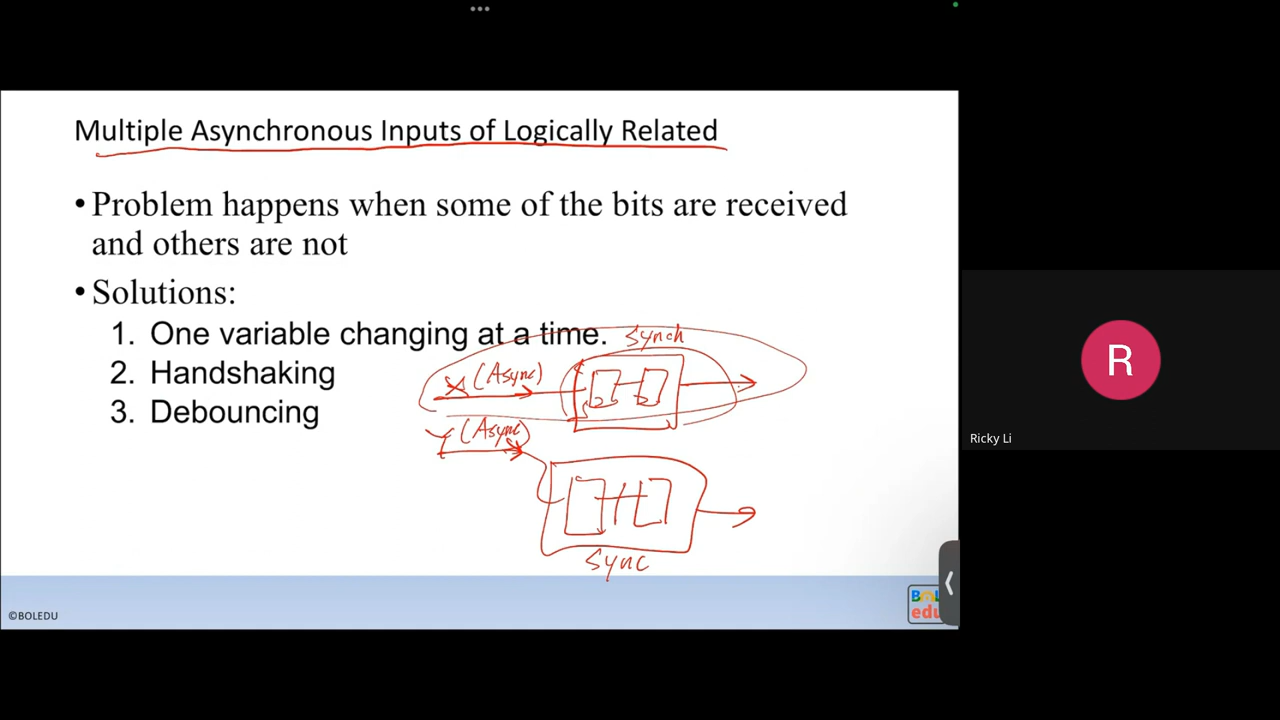 Multiple Asynchronous Inputs of Logically Related
• Problem happens when some of the bits are received
and others are not
• Solutions:
1. One variable changing at a time.
Synch
X (Async)
2. Handshaking
3. Debouncing
Y (Async)
Sync
©BOLEDU
edu
R
Ricky Li